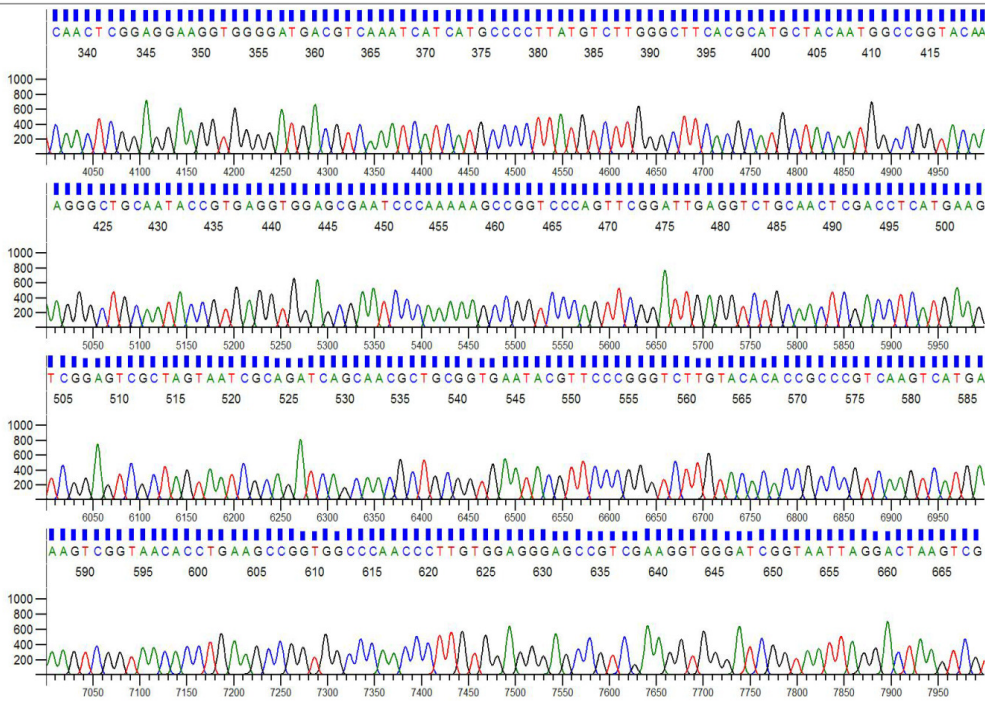 CAACTCGGAGGAAGGTGGGGATGACGTCAAATCATCATGCCCCTTATGTCTTGGGCTTCACGCATGCTACAATGGCCGGTACAA
340 345 350 355 360 365 370 375 380 385 390 395 400 405 410 415
1000
800
600
400
200
4050 4100 4150 4200 4250 4300 4350 4400 4450 4500 4550 4600 4650 4700 4750 4800 4850 4900 4950
AGGGCTGCAATACCGTGAGGTGGAGCGAATCCCAAAAAGCCGGTCCCAGTTCGGATTGAGGTCTGCAACTCGACCTCATGAAG
425 430 435 440 445 450 455 460 465 470 475 480 485 490 495 500
1000
800
600
400
200
5050 5100 5150 5200 5250 5300 5350 5400 5450 5500 5550 5600 5650 5700 5750 5800 5850 5900 5950
TCGGAGTCGCTAGTAATCGCAGATCAGCAACGCTGCGGTGAATACGTTCCCGGGTCTTGTACACACCGCCCGTCAAGTCATGA
505 510 515 520 525 530 535 540 545 550 555 560 565 570 575 580 585
1000
800
600
400
200
6050 6100 6150 6200 6250 6300 6350 6400 6450 6500 6550 6600 6650 6700 6750 6800 6850 6900 6950
AAGTCGGTAACACCTGAAGCCGGTGGCCCAACCCTTGTGGAGGGAGCCGTCGAAGGTGGGATCGGTAATTAGGACTAAGTCG
590 595 600 605 610 615 620 625 630 635 640 645 650 655 660 665
1000
800
600
400
200
7050 7100 7150 7200 7250 7300 7350 7400 7450 7500 7550 7600 7650 7700 7750 7800 7850 7900 7950